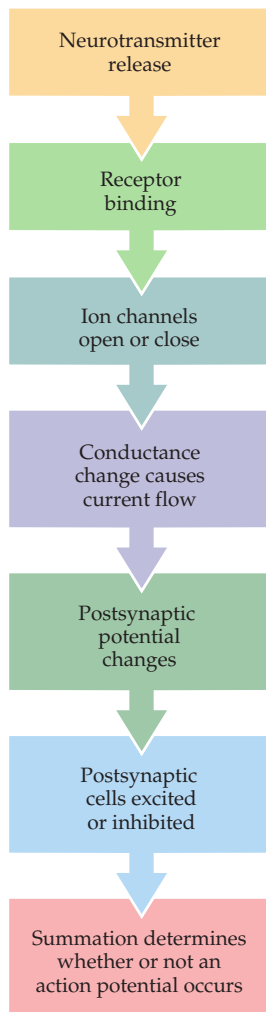 Neurotransmitter
release
Receptor
binding
Ion channels
open or close
Conductance
change causes
current flow
Postsynaptic
potential
changes
Postsynaptic
cells excited
or inhibited
Summation determines
whether or not an
action potential occurs